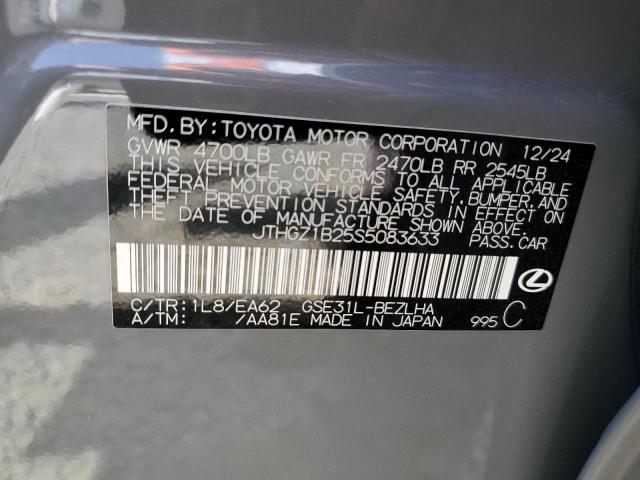 MFD. BY: TOYOTA MOTOR CORPORATION 12/24
GVWR 4700LB GAWR FR 2470LB RR 2545LB
THIS VEHICLE CONFORMS TO ALL APPLICABLE
FEDERAL MOTOR VEHICLE SAFETY, BUMPER, AND
THEFT PREVENTION STANDARDS IN EFFECT ON
THE DATE OF MANUFACTURE SHOWN ABOVE.
JTHGZ1B25S5083633 PASS. CAR
C/TR: 1L8/EA62 GSE31L-BEZLHA
A/TM: /AA81E MADE IN JAPAN 995 C